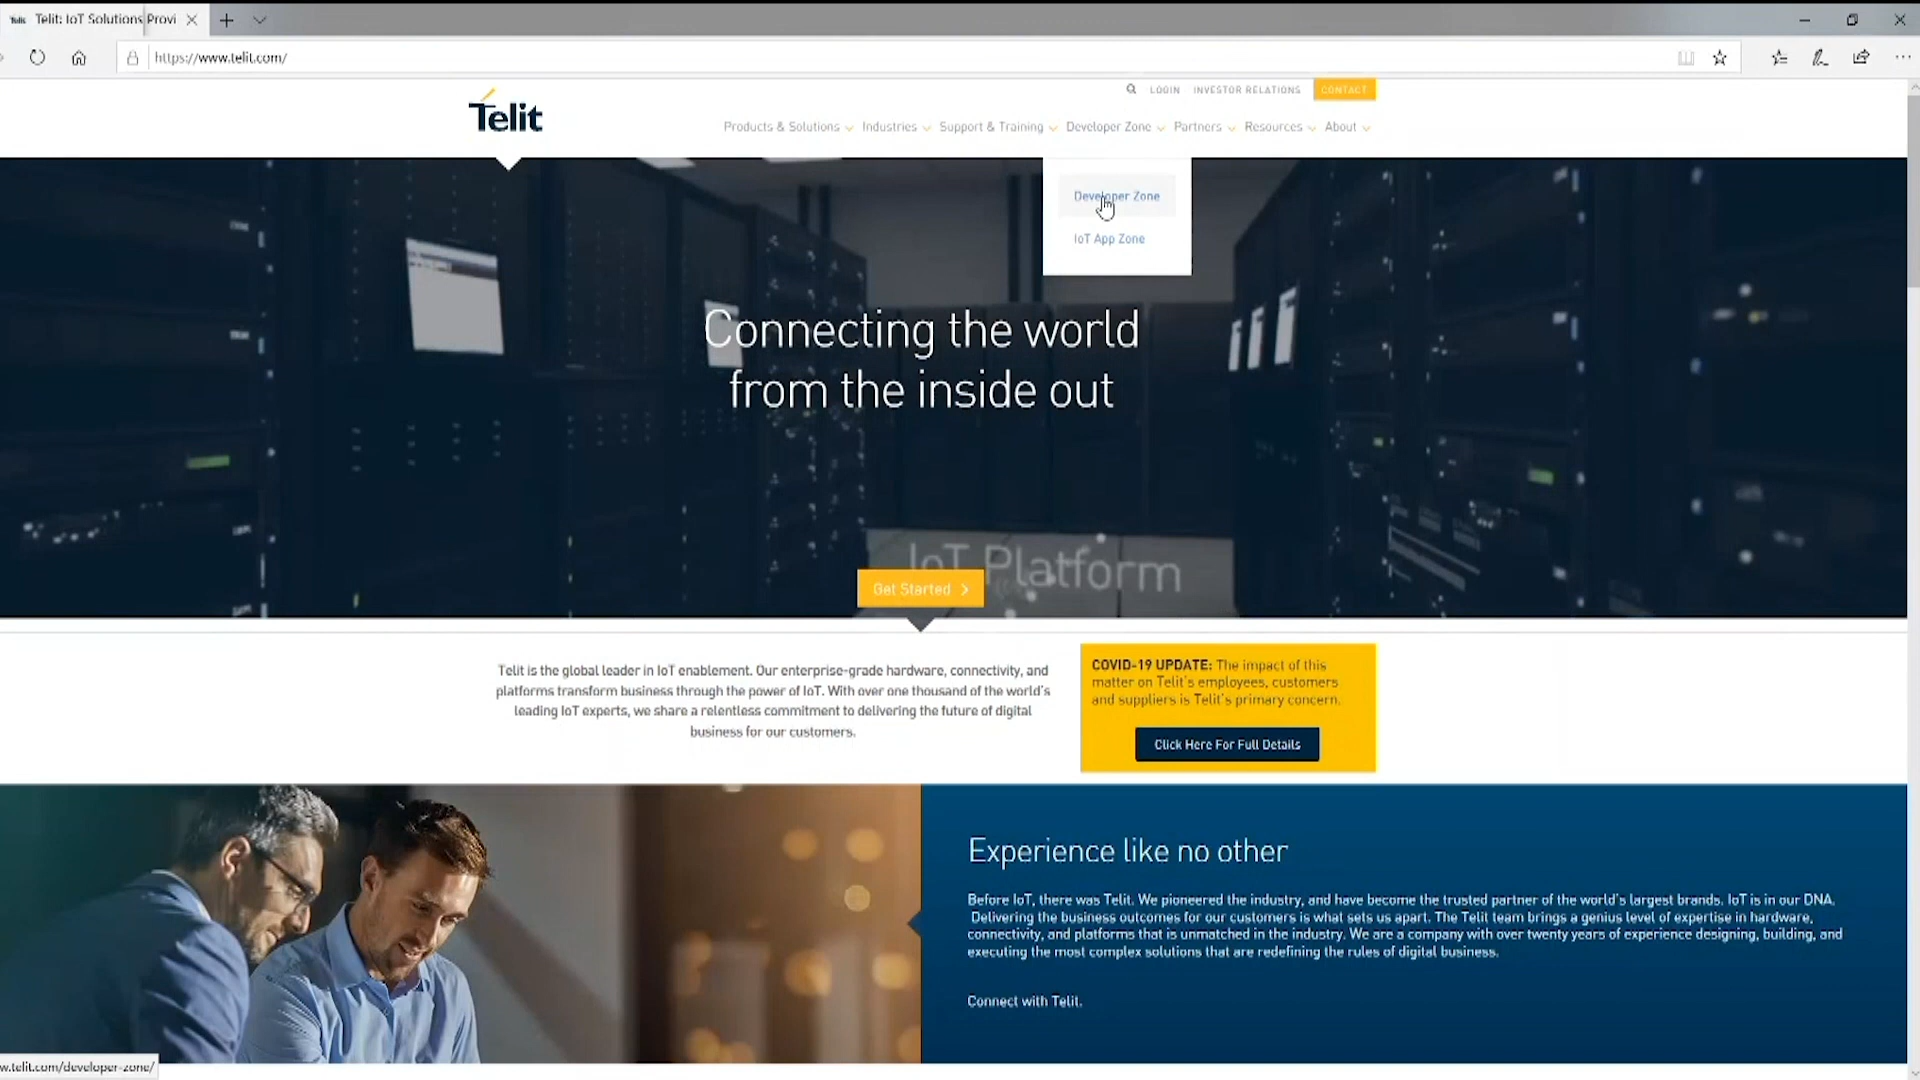 Telit: IoT Solutions Provi
https://www.telit.com/
LOGIN INVESTOR RELATIONS CONTACT
Telit
Products & Solutions Industries Support & Training Developer Zone Partners Resources About
Developer Zone
IoT App Zone
Connecting the world
from the inside out
IoT Platform
Get Started
Telit is the global leader in IoT enablement. Our enterprise-grade hardware, connectivity, and
platforms transform business through the power of IoT. With over one thousand of the world's
leading IoT experts, we share a relentless commitment to delivering the future of digital
business for our customers.
COVID-19 UPDATE: The impact of this
matter on Telit's employees, customers
and suppliers is Telit's primary concern.
Click Here For Full Details
Experience like no other
Before IoT, there was Telit. We pioneered the industry, and have become the trusted partner of the world's largest brands. IoT is in our DNA.
Delivering the business outcomes for our customers is what sets us apart. The Telit team brings a genius level of expertise in hardware,
connectivity, and platforms that is unmatched in the industry. We are a company with over twenty years of experience designing, building, and
executing the most complex solutions that are redefining the rules of digital business.
Connect with Telit.
w.telit.com/developer-zone/